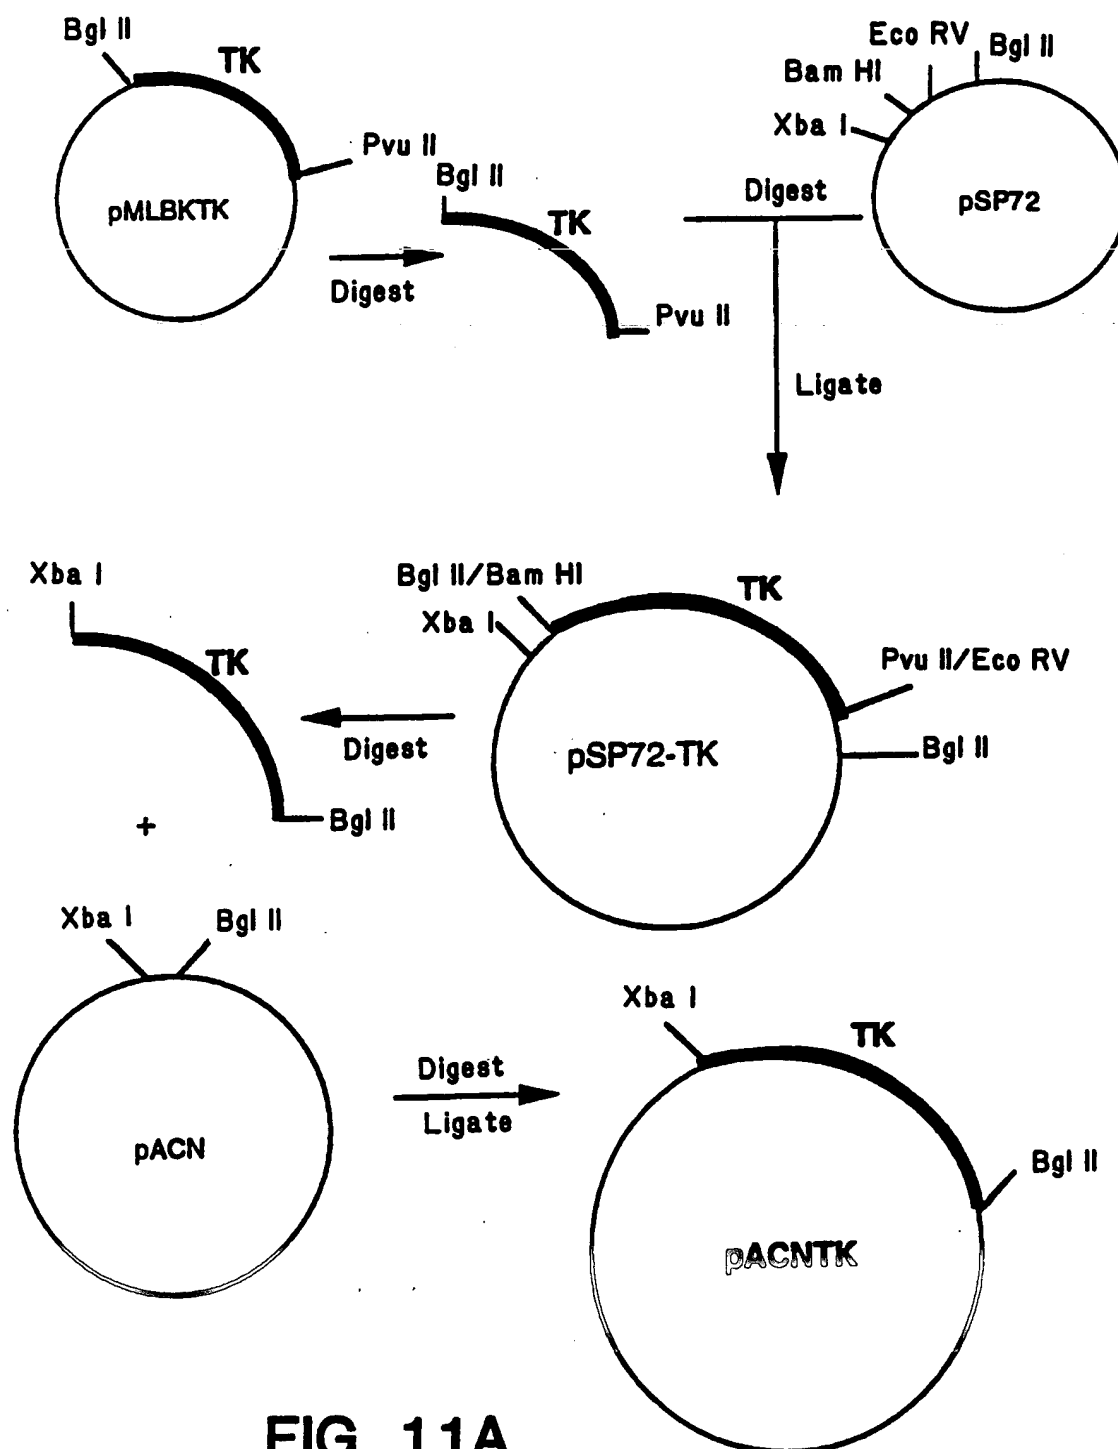 Bgl II
TK
Pvu II
pMLBKTK
Digest
Bgl II
TK
Pvu II
Eco RV
Bgl II
Bam HI
Xba I
pSP72
Digest
Ligate
Bgl II/Bam HI
Xba I
TK
Pvu II/Eco RV
Bgl II
pSP72-TK
Digest
Xba I
TK
Bgl II
+
Xba I
Bgl II
pACN
Digest
Ligate
Xba I
TK
Bgl II
pACNTK
FIG. 11A